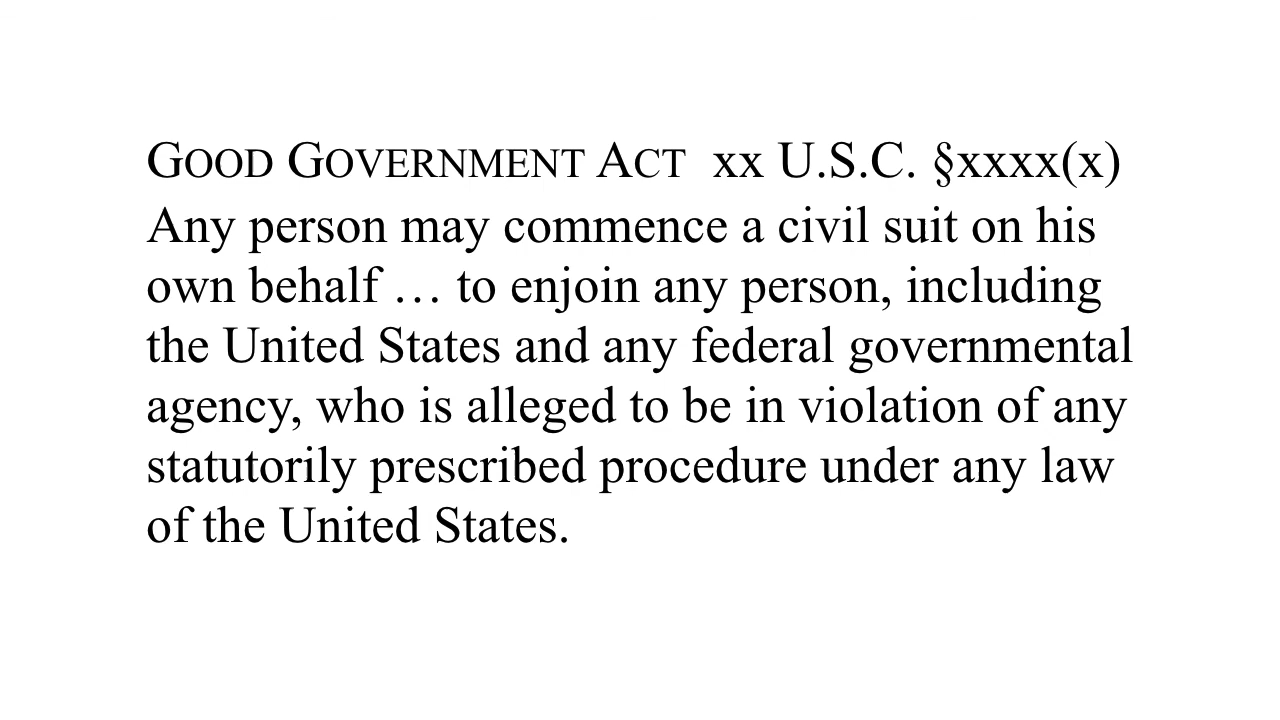 GOOD GOVERNMENT ACT xx U.S.C. §xxxx(x)
Any person may commence a civil suit on his
own behalf … to enjoin any person, including
the United States and any federal governmental
agency, who is alleged to be in violation of any
statutorily prescribed procedure under any law
of the United States.